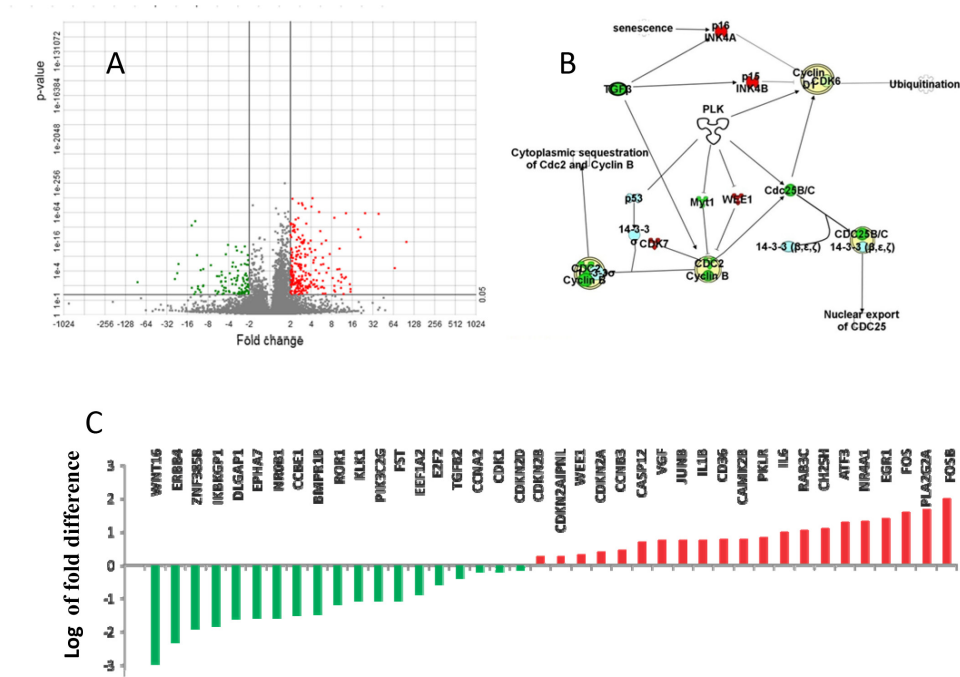 A
p-value
1e-131072
1e-16384
1e-2048
1e-256
1e-64
1e-16
1e-4
1e-1
1
0.05
-1024
-256
-128
-64
-32
-16
-8
-4
-2
2
4
8
16
32
64
128
256
512
1024
Fold change
B
senescence
p16
INK4A
TGFβ
p15
INK4B
Cyclin
D1
CDK6
Ubiquitination
PLK
Cytoplasmic sequestration
of Cdc2 and Cyclin B
p53
Myt1
WEE1
Cdc25B/C
14-3-3
σ
CDK7
14-3-3 (β,ε,ζ)
CDC25B/C
14-3-3 (β,ε,ζ)
CDC2
Cyclin B
Cyclin B
Nuclear export
of CDC25
C
Log of fold difference
3
2
1
0
-1
-2
-3
WNT16
ERBB4
ZNF385B
IKBKGP1
DLGAP1
EPHA7
NR0B1
CCBE1
BMPR1B
ROR1
KLK1
PIK3C2G
FST
EEF1A2
E2F2
TGFB2
CCNA2
CDK1
CDKN2D
CDKN2B
CDKN2AIPNL
WEE1
CDKN2A
CCNB3
CASP12
VGF
JUNB
IL1B
CD36
CAMK2B
PKLR
IL6
RAB3C
CH25H
ATF3
NR4A1
EGR1
FOS
PLA2G2A
FOSB